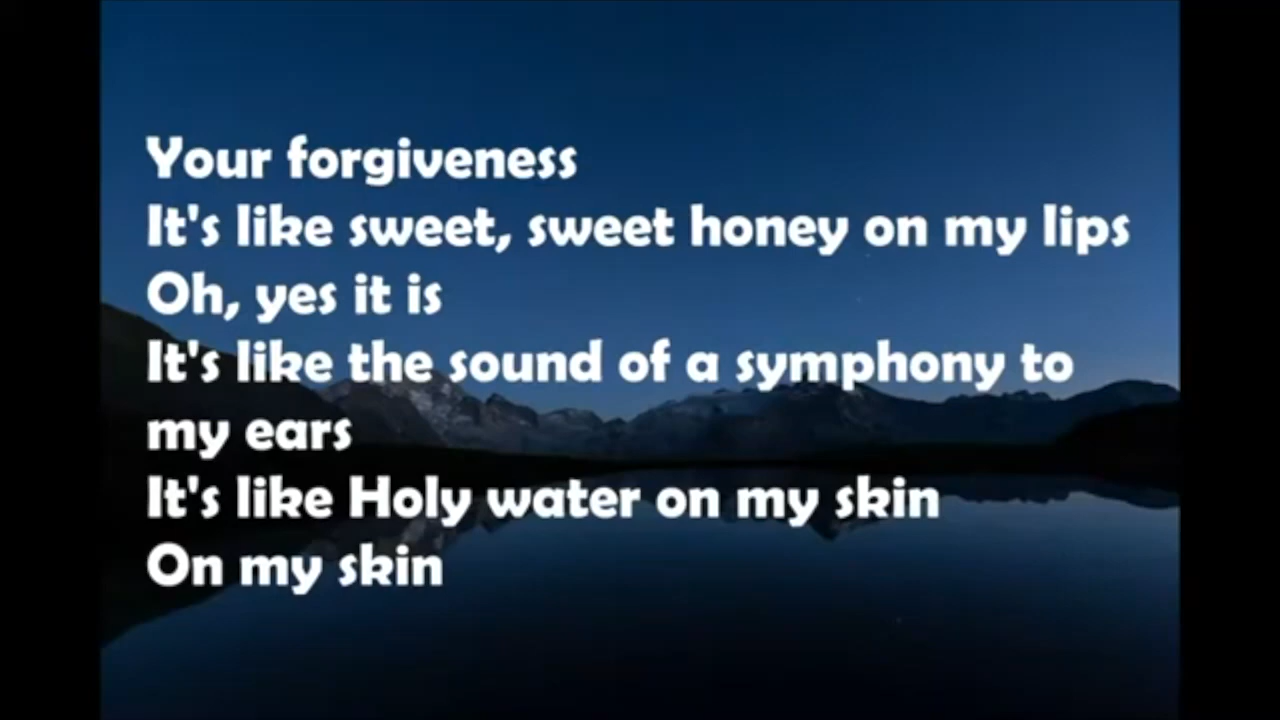 Your forgiveness
It's like sweet, sweet honey on my lips
Oh, yes it is
It's like the sound of a symphony to
my ears
It's like Holy water on my skin
On my skin